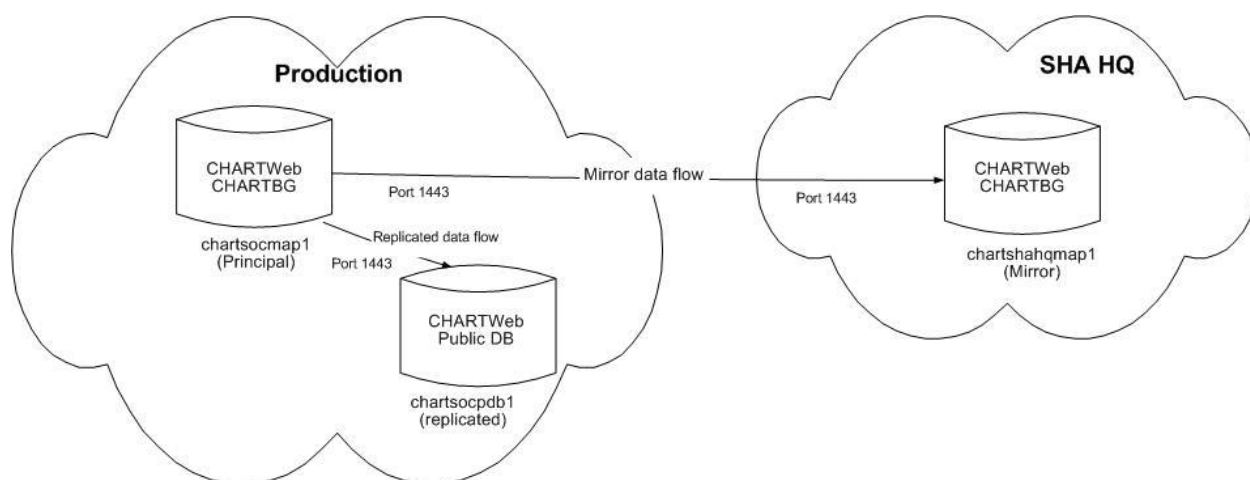 Production
SHA HQ
CHARTWeb
CHARTBG
Mirror data flow
CHARTWeb
CHARTBG
Port 1443
Port 1443
chartsocmap1
(Principal)
Replicated data flow
Port 1443
chartshahqmap1
(Mirror)
CHARTWeb
Public DB
chartsocpdb1
(replicated)